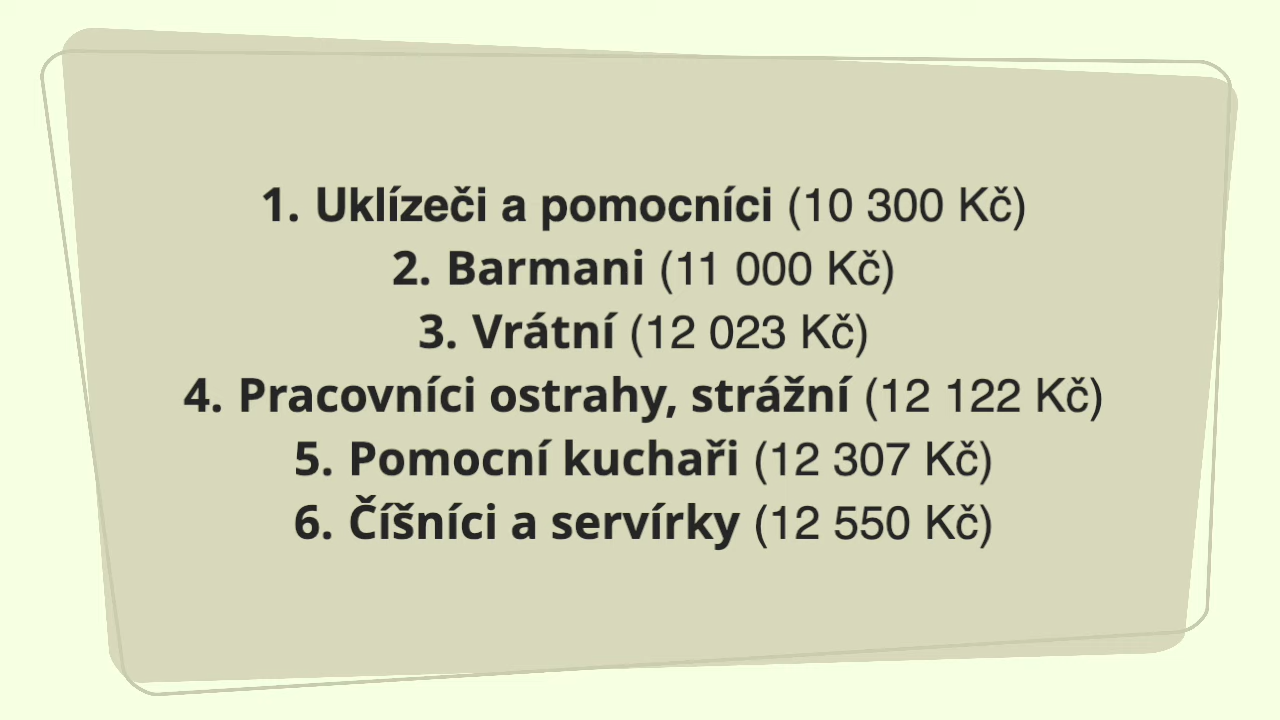 1. Uklízeči a pomocníci (10 300 Kč)
2. Barmani (11 000 Kč)
3. Vrátní (12 023 Kč)
4. Pracovníci ostrahy, strážní (12 122 Kč)
5. Pomocní kuchaři (12 307 Kč)
6. Číšníci a servírky (12 550 Kč)